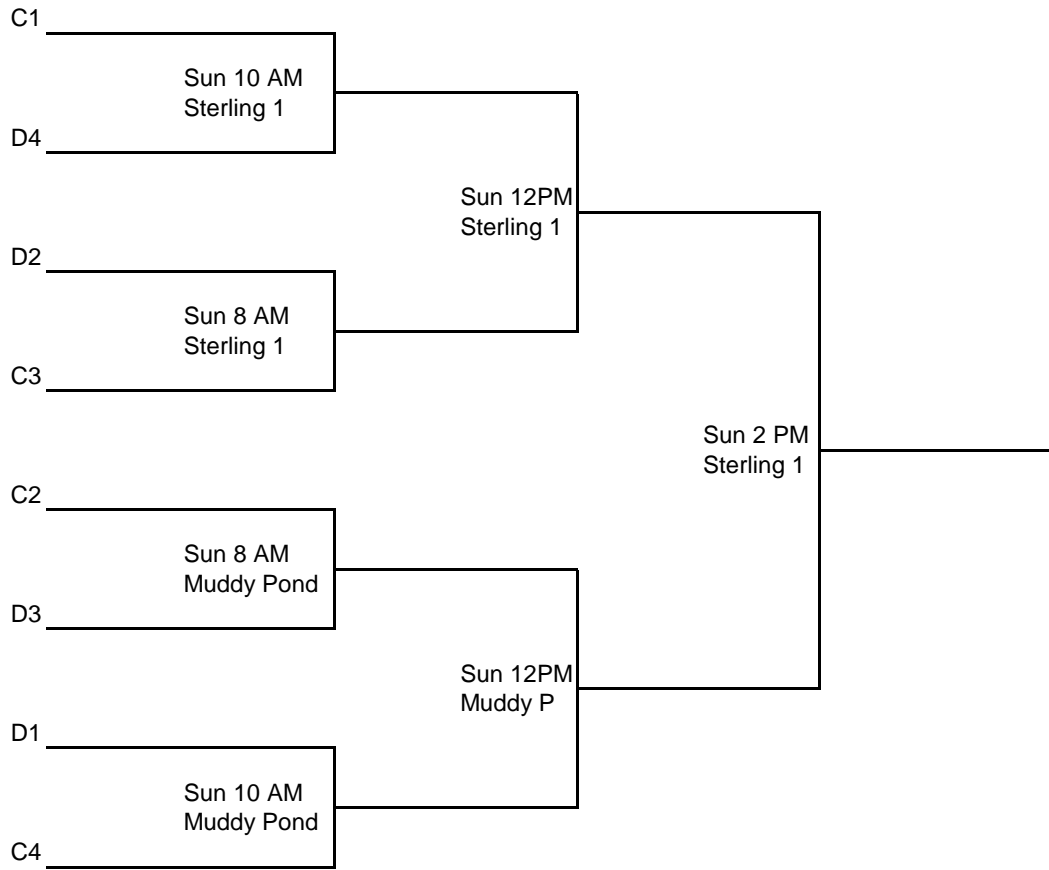 C1
Sun 10 AM
Sterling 1
D4
Sun 12PM
Sterling 1
D2
Sun 8 AM
Sterling 1
C3
Sun 2 PM
Sterling 1
C2
Sun 8 AM
Muddy Pond
D3
Sun 12PM
Muddy P
D1
Sun 10 AM
Muddy Pond
C4